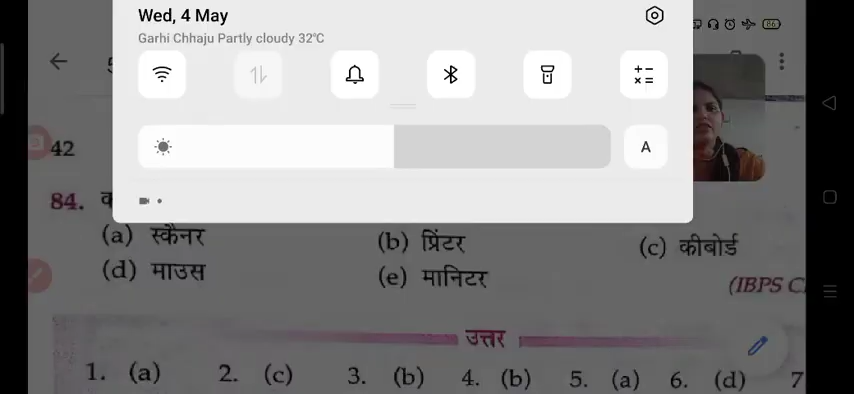 Wed, 4 May
Garhi Chhaju Partly cloudy 32°C
86
A
42
84.
(a) स्कैनर (b) प्रिंटर (c) कीबोर्ड
(d) माउस (e) मानिटर
(IBPS
उत्तर
1. (a) 2. (c) 3. (b) 4. (b) 5. (a) 6. (d) 7